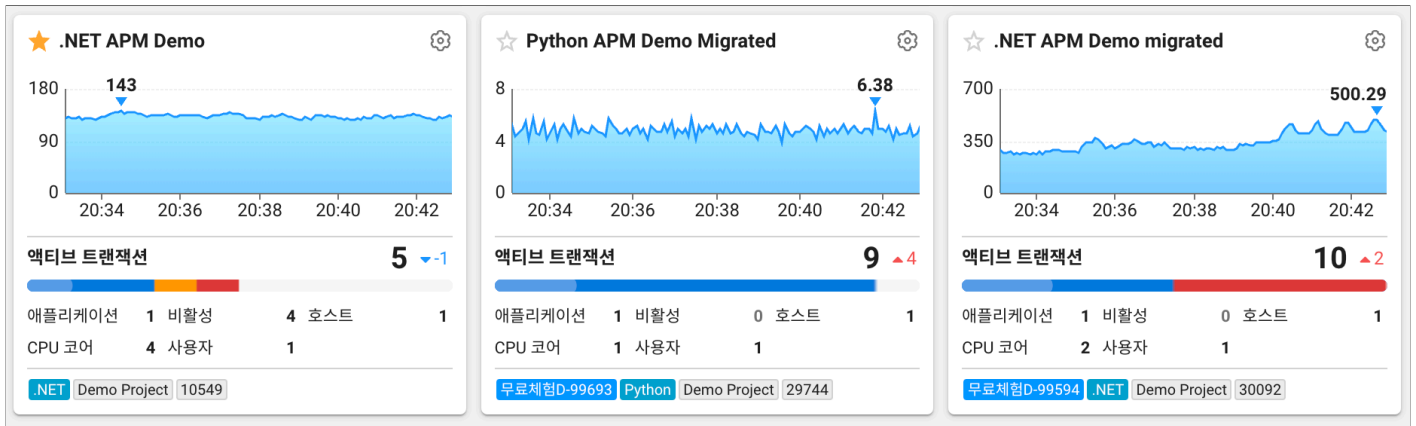 .NET APM Demo
143
180
90
0
20:34 20:36 20:38 20:40 20:42
액티브 트랜잭션 5 -1
애플리케이션 1 비활성 4 호스트 1
CPU 코어 4 사용자 1
.NET Demo Project 10549
Python APM Demo Migrated
6.38
8
4
0
20:34 20:36 20:38 20:40 20:42
액티브 트랜잭션 9 4
애플리케이션 1 비활성 0 호스트 1
CPU 코어 1 사용자 1
무료체험D-99693 Python Demo Project 29744
.NET APM Demo migrated
500.29
700
350
0
20:34 20:36 20:38 20:40 20:42
액티브 트랜잭션 10 2
애플리케이션 1 비활성 0 호스트 1
CPU 코어 2 사용자 1
무료체험D-99594 .NET Demo Project 30092